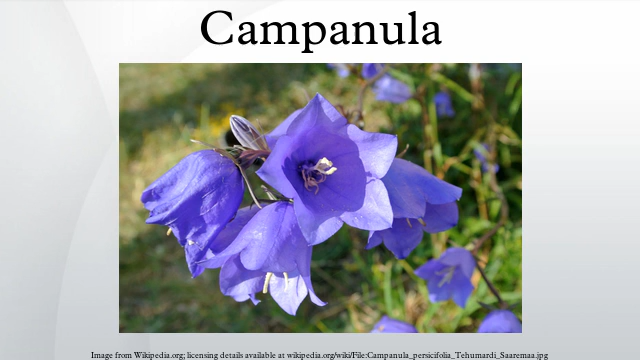 Campanula
Image from Wikipedia.org; licensing details available at wikipedia.org/wiki/File:Campanula_persicifolia_Tehumardi_Saaremaa.jpg